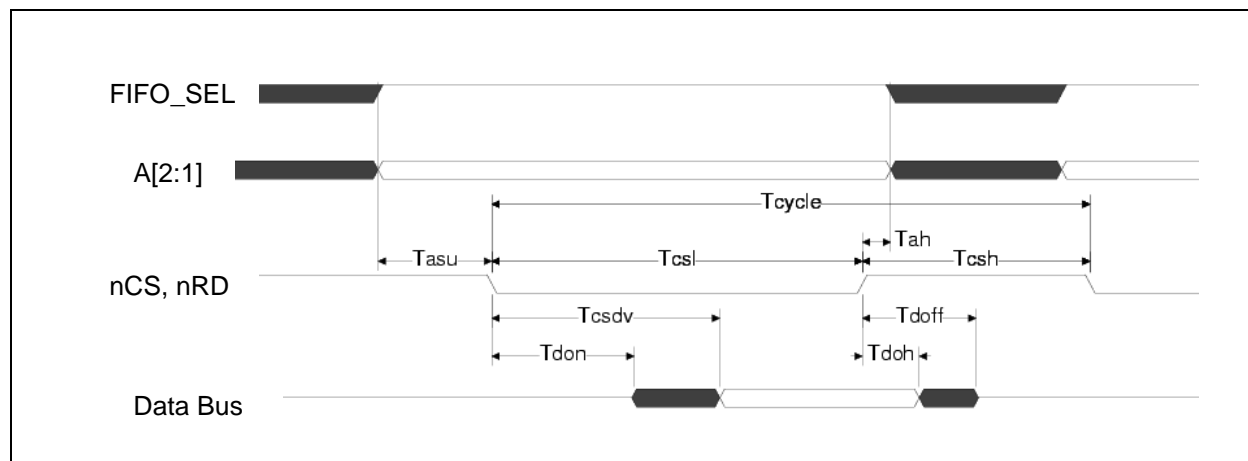 FIFO_SEL
A[2:1]
Tcycle
Tah
Tasu
Tcsl
Tcsh
nCS, nRD
Tcsdv
Tdoff
Tdon
Tdoh
Data Bus